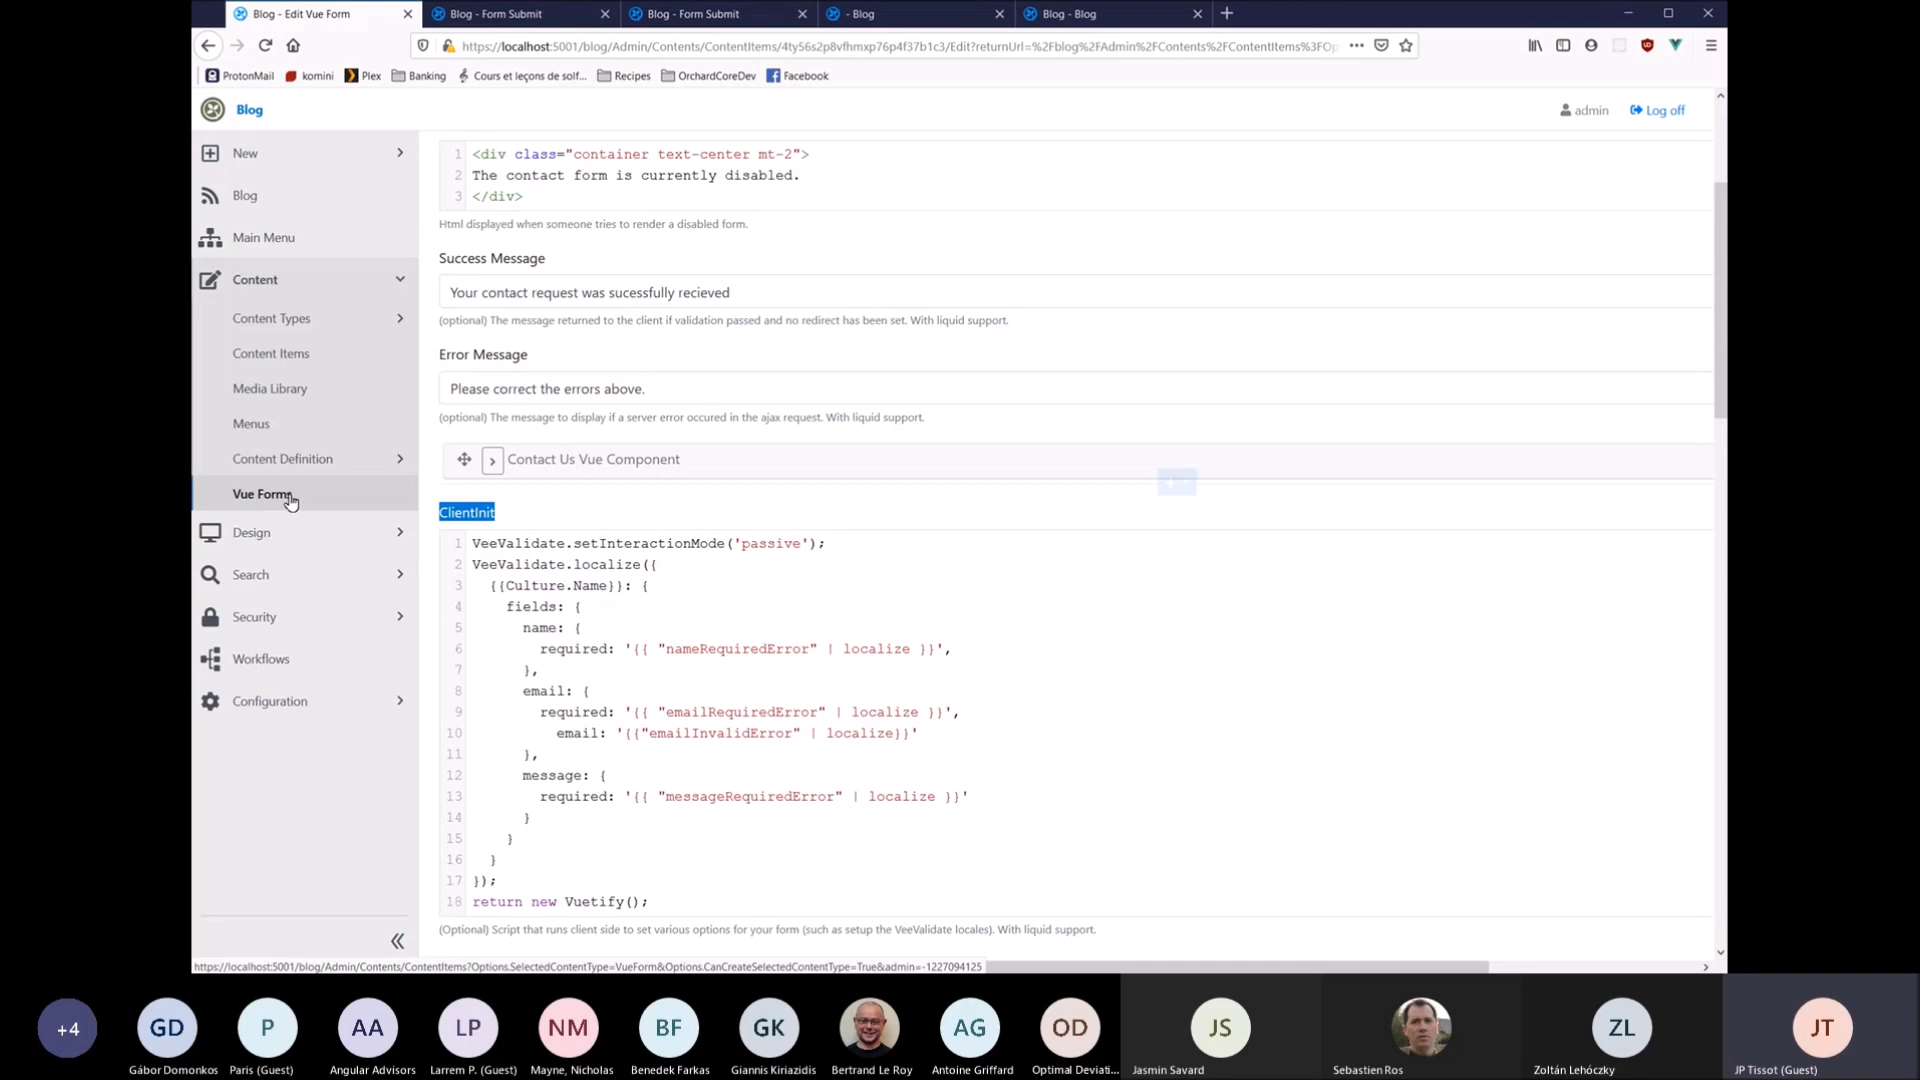 Blog - Edit Vue Form
Blog - Form Submit
Blog - Form Submit
- Blog
Blog - Blog
https://localhost:5001/blog/Admin/Contents/ContentItems/4ty56s2p8vfhmxp76p4f37b1c3/Edit?returnUrl=%2Fblog%2FAdmin%2FContents%2FContentItems%3FOp
ProtonMail
komini
Plex
Banking
Cours et leçons de solf...
Recipes
OrchardCoreDev
Facebook
Blog
admin
Log off
New
Blog
Main Menu
Content
Content Types
Content Items
Media Library
Menus
Content Definition
Vue Forms
Design
Search
Security
Workflows
Configuration
1 <div class="container text-center mt-2">
2 The contact form is currently disabled.
3 </div>
Html displayed when someone tries to render a disabled form.
Success Message
Your contact request was sucessfully recieved
(optional) The message returned to the client if validation passed and no redirect has been set. With liquid support.
Error Message
Please correct the errors above.
(optional) The message to display if a server error occured in the ajax request. With liquid support.
Contact Us Vue Component
ClientInit
1 VeeValidate.setInteractionMode('passive');
2 VeeValidate.localize({
3 {{Culture.Name}}: {
4 fields: {
5 name: {
6 required: '{{ "nameRequiredError" | localize }}',
7 },
8 email: {
9 required: '{{ "emailRequiredError" | localize }}',
10 email: '{{"emailInvalidError" | localize}}'
11 },
12 message: {
13 required: '{{ "messageRequiredError" | localize }}'
14 }
15 }
16 }
17 });
18 return new Vuetify();
(Optional) Script that runs client side to set various options for your form (such as setup the VeeValidate locales). With liquid support.
https://localhost:5001/blog/Admin/Contents/ContentItems?Options.SelectedContentType=VueForm&Options.CanCreateSelectedContentType=True&admin=-1227094125
+4
GD
P
AA
LP
NM
BF
GK
AG
OD
JS
ZL
JT
Gábor Domonkos
Paris (Guest)
Angular Advisors
Larrem P. (Guest)
Mayne, Nicholas
Benedek Farkas
Giannis Kiriazidis
Bertrand Le Roy
Antoine Griffard
Optimal Deviati...
Jasmin Savard
Sebastien Ros
Zoltán Lehóczky
JP Tissot (Guest)